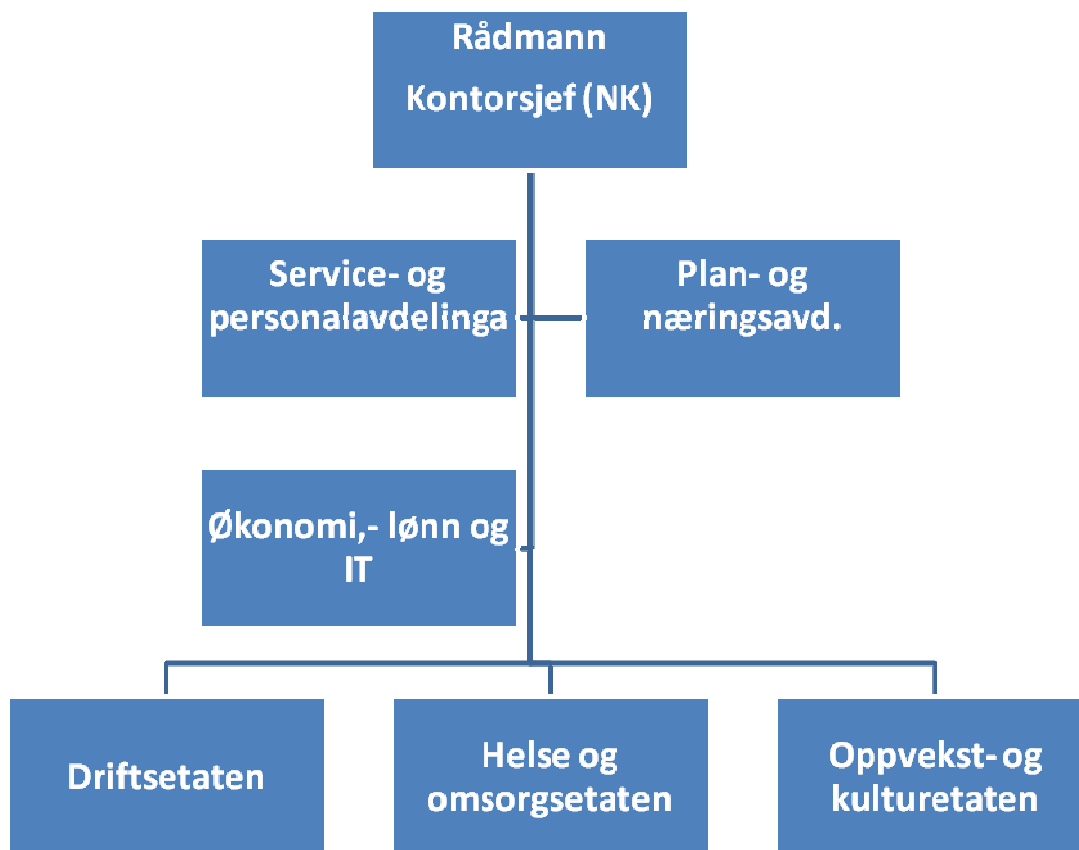 Rådmann
Kontorsjef (NK)
Service- og
personalavdelinga
Plan- og
næringsavd.
Økonomi,- lønn og
IT
Driftsetaten
Helse og
omsorgsetaten
Oppvekst- og
kulturetaten